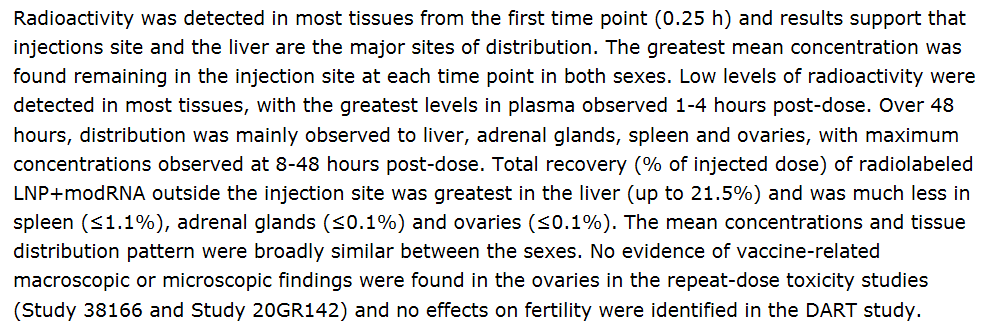 Radioactivity was detected in most tissues from the first time point (0.25 h) and results support that
injections site and the liver are the major sites of distribution. The greatest mean concentration was
found remaining in the injection site at each time point in both sexes. Low levels of radioactivity were
detected in most tissues, with the greatest levels in plasma observed 1-4 hours post-dose. Over 48
hours, distribution was mainly observed to liver, adrenal glands, spleen and ovaries, with maximum
concentrations observed at 8-48 hours post-dose. Total recovery (% of injected dose) of radiolabeled
LNP+modRNA outside the injection site was greatest in the liver (up to 21.5%) and was much less in
spleen (≤1.1%), adrenal glands (≤0.1%) and ovaries (≤0.1%). The mean concentrations and tissue
distribution pattern were broadly similar between the sexes. No evidence of vaccine-related
macroscopic or microscopic findings were found in the ovaries in the repeat-dose toxicity studies
(Study 38166 and Study 20GR142) and no effects on fertility were identified in the DART study.